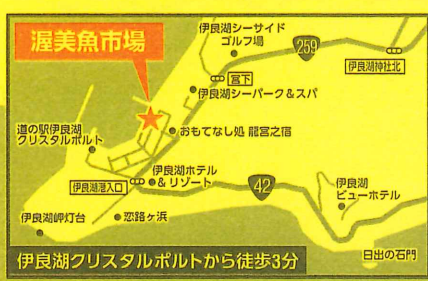 渥美魚市場
伊良湖シーサイド
ゴルフ場
259
伊良湖神社北
宮下
伊良湖シーパーク&スパ
道の駅伊良湖
クリスタルポルト
おもてなし処 龍宮之宿
伊良湖港入口
伊良湖ホテル
&リゾート
42
伊良湖
ビューホテル
伊良湖岬灯台
恋路ヶ浜
日出の石門
伊良湖クリスタルポルトから徒歩3分